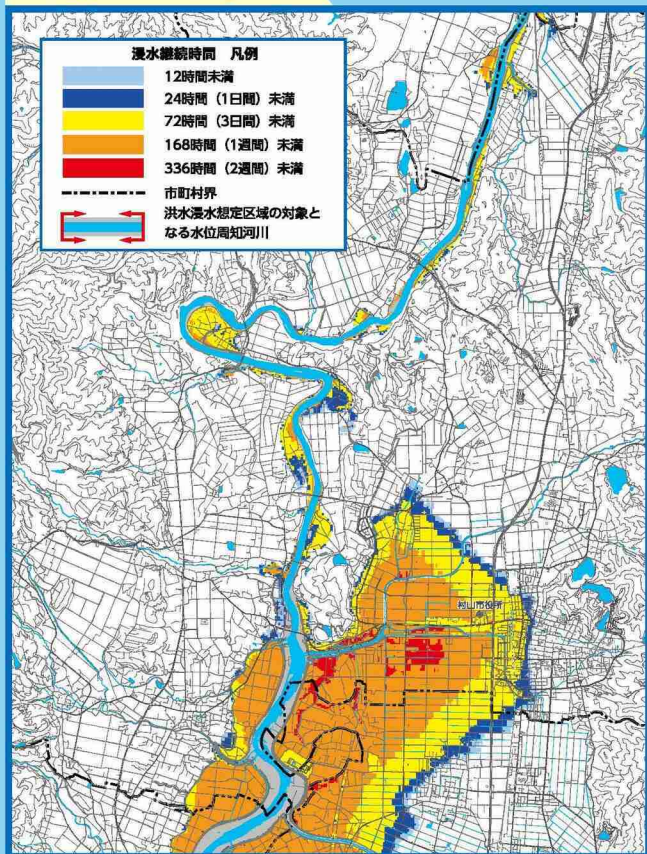 浸水継続時間 凡例
12時間未満
24時間（1日間）未満
72時間（3日間）未満
168時間（1週間）未満
336時間（2週間）未満
市町村界
洪水浸水想定区域の対象と
なる水位周知河川
村山市役所